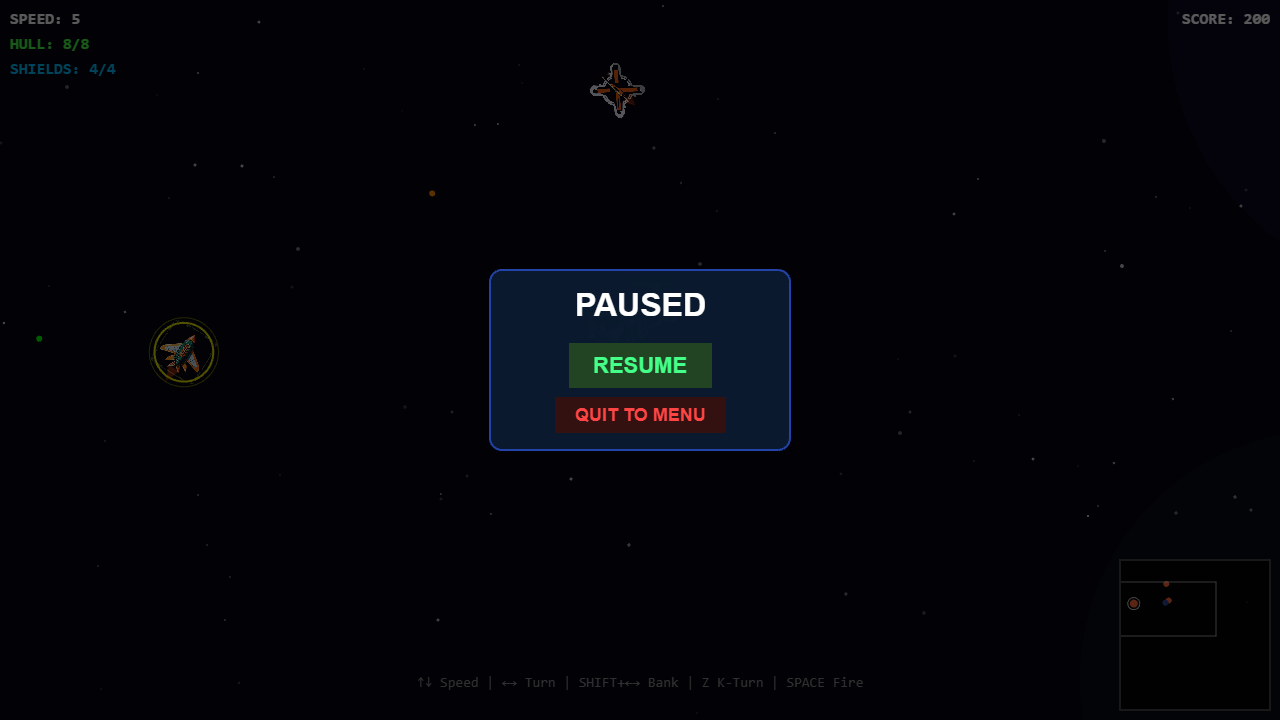 SPEED: 5
SCORE: 200
HULL: 8/8
SHIELDS: 4/4
PAUSED
RESUME
QUIT TO MENU
↑↓ Speed | ←→ Turn | SHIFT+←→ Bank | Z K-Turn | SPACE Fire